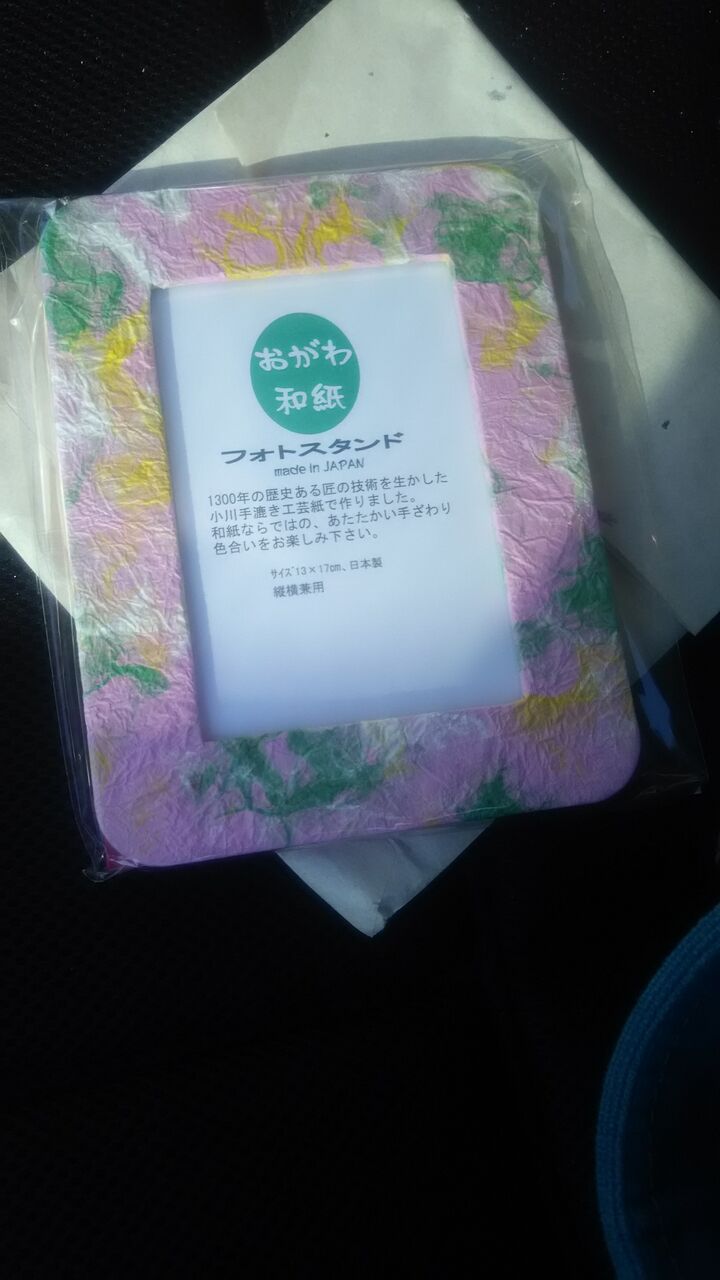 おがわ
和紙
フォトスタンド
made in JAPAN
1300年の歴史ある匠の技術を生かした
小川手漉き工芸紙で作りました。
和紙ならではの、あたたかい手ざわり
色合いをお楽しみ下さい。
ｻｲｽﾞ13×17cm、日本製
縦横兼用